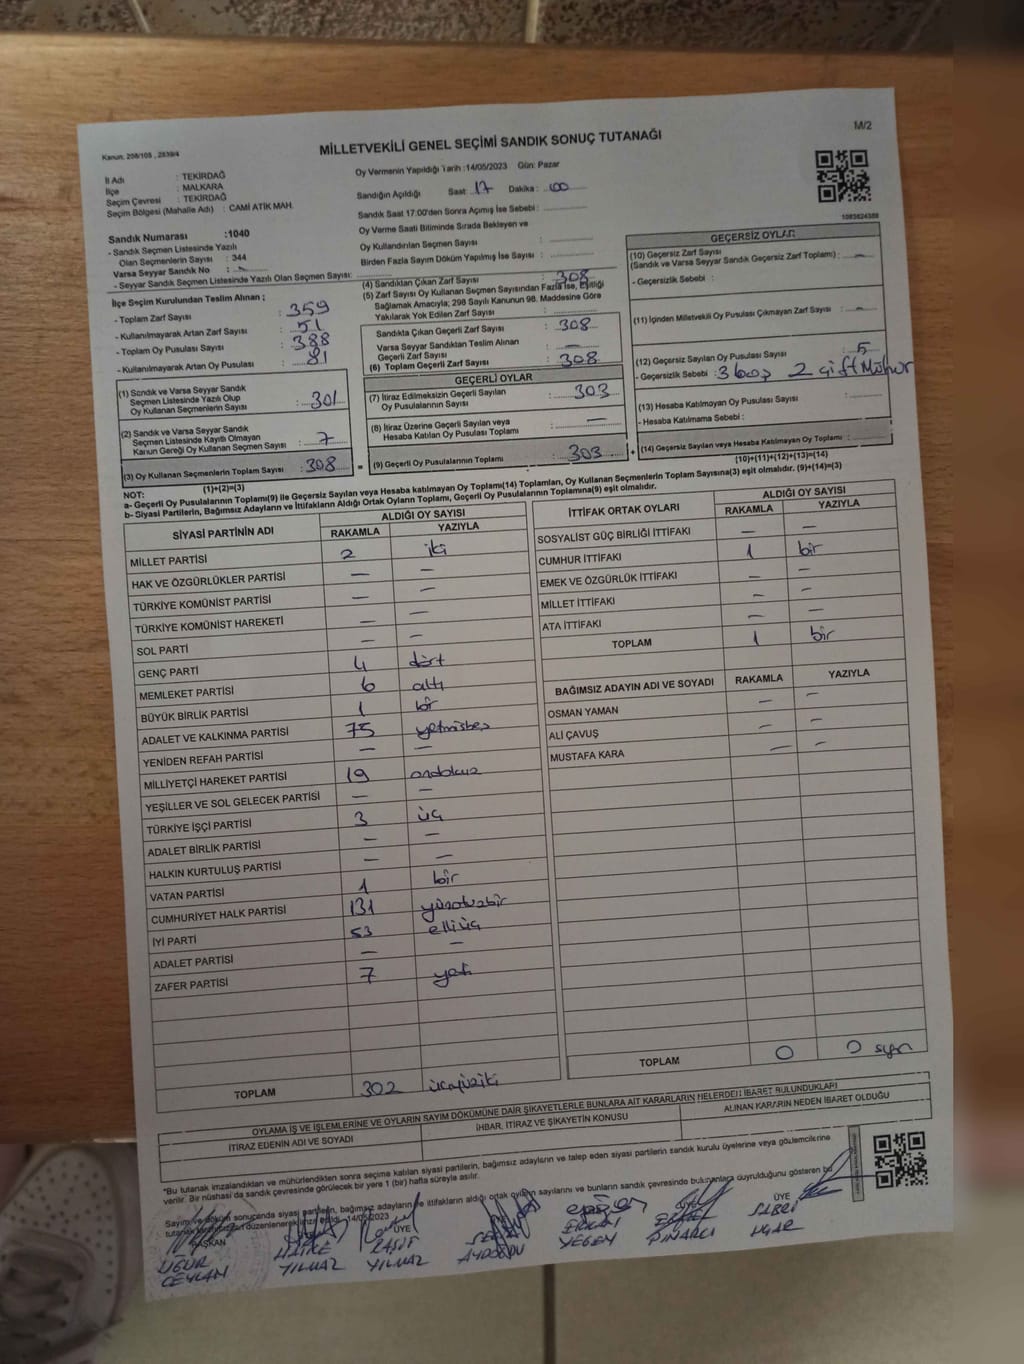 Kanun: 298/105 , 2839/4
MİLLETVEKİLİ GENEL SEÇİMİ SANDIK SONUÇ TUTANAĞI
M/2
İl Adı : TEKİRDAĞ
İlçe : MALKARA
Seçim Çevresi : TEKİRDAĞ
Seçim Bölgesi (Mahalle Adı) : CAMİ ATİK MAH.
Oy Vermenin Yapıldığı Tarih :14/05/2023 Gün: Pazar
Sandığın Açıldığı Saat: 17 Dakika : 00
Sandık Saat 17:00'den Sonra Açımış İse Sebebi :
Oy Verme Saati Bitiminde Sırada Bekleyen ve
Oy Kullandırılan Seçmen Sayısı :
Birden Fazla Sayım Döküm Yapılmış İse Sayısı :
Sandık Numarası :1040
- Sandık Seçmen Listesinde Yazılı
Olan Seçmenlerin Sayısı : 344
Varsa Seyyar Sandık No : -
- Seyyar Sandık Seçmen Listesinde Yazılı Olan Seçmen Sayısı:
İlçe Seçim Kurulundan Teslim Alınan ;
- Toplam Zarf Sayısı : 359
- Kullanılmayarak Artan Zarf Sayısı : 51
- Toplam Oy Pusulası Sayısı : 388
- Kullanılmayarak Artan Oy Pusulası : 81
(1) Sandık ve Varsa Seyyar Sandık
Seçmen Listesinde Yazılı Olup
Oy Kullanan Seçmenlerin Sayısı : 301
(2) Sandık ve Varsa Seyyar Sandık
Seçmen Listesinde Kayıtlı Olmayan
Kanun Gereği Oy Kullanan Seçmen Sayısı : 7
(3) Oy Kullanan Seçmenlerin Toplam Sayısı : 308
(1)+(2)=(3)
(4) Sandıktan Çıkan Zarf Sayısı : 308
(5) Zarf Sayısı Oy Kullanan Seçmen Sayısından Fazla İse, Eşitliği
Sağlamak Amacıyla; 298 Sayılı Kanunun 98. Maddesine Göre
Yakılarak Yok Edilen Zarf Sayısı :
Sandıkta Çıkan Geçerli Zarf Sayısı : 308
Varsa Seyyar Sandıktan Teslim Alınan
Geçerli Zarf Sayısı : —
(6) Toplam Geçerli Zarf Sayısı : 308
GEÇERLİ OYLAR
(7) İtiraz Edilmeksizin Geçerli Sayılan
Oy Pusulalarının Sayısı : 303
(8) İtiraz Üzerine Geçerli Sayılan veya
Hesaba Katılan Oy Pusulası Toplamı : —
(9) Geçerli Oy Pusulalarının Toplamı : 303
1083624388
GEÇERSİZ OYLAR
(10) Geçersiz Zarf Sayısı
(Sandık ve Varsa Seyyar Sandık Geçersiz Zarf Toplamı) : —
- Geçersizlik Sebebi :
(11) İçinden Milletvekili Oy Pusulası Çıkmayan Zarf Sayısı : —
(12) Geçersiz Sayılan Oy Pusulası Sayısı : 5
- Geçersizlik Sebebi : 3 boş 2 çift Mühür
(13) Hesaba Katılmayan Oy Pusulası Sayısı :
- Hesaba Katılmama Sebebi :
(14) Geçersiz Sayılan veya Hesaba Katılmayan Oy Toplamı :
(10)+(11)+(12)+(13)=(14)
NOT:
a- Geçerli Oy Pusulalarının Toplamı(9) ile Geçersiz Sayılan veya Hesaba katılmayan Oy Toplamı(14) Toplamları, Oy Kullanan Seçmenlerin Toplam Sayısına(3) eşit olmalıdır. (9)+(14)=(3)
b- Siyasi Partilerin, Bağımsız Adayların ve İttifakların Aldığı Ortak Oyların Toplamı, Geçerli Oy Pusulalarının Toplamına(9) eşit olmalıdır.
SİYASİ PARTİNİN ADI ALDIĞI OY SAYISI
RAKAMLA YAZIYLA
MİLLET PARTİSİ 2 iki
HAK VE ÖZGÜRLÜKLER PARTİSİ — —
TÜRKİYE KOMÜNİST PARTİSİ — —
TÜRKİYE KOMÜNİST HAREKETİ — —
SOL PARTİ — —
GENÇ PARTİ 4 dört
MEMLEKET PARTİSİ 6 altı
BÜYÜK BİRLİK PARTİSİ 1 bir
ADALET VE KALKINMA PARTİSİ 75 yetmişbeş
YENİDEN REFAH PARTİSİ — —
MİLLİYETÇİ HAREKET PARTİSİ 19 ondokuz
YEŞİLLER VE SOL GELECEK PARTİSİ — —
TÜRKİYE İŞÇİ PARTİSİ 3 üç
ADALET BİRLİK PARTİSİ — —
HALKIN KURTULUŞ PARTİSİ — —
VATAN PARTİSİ 1 bir
CUMHURİYET HALK PARTİSİ 131 yüzotuzbir
İYİ PARTİ 53 elliüç
ADALET PARTİSİ — —
ZAFER PARTİSİ 7 yedi
TOPLAM 302 üçyüziki
İTTİFAK ORTAK OYLARI ALDIĞI OY SAYISI
RAKAMLA YAZIYLA
SOSYALİST GÜÇ BİRLİĞİ İTTİFAKI — —
CUMHUR İTTİFAKI 1 bir
EMEK VE ÖZGÜRLÜK İTTİFAKI — —
MİLLET İTTİFAKI — —
ATA İTTİFAKI — —
TOPLAM 1 bir
BAĞIMSIZ ADAYIN ADI VE SOYADI RAKAMLA YAZIYLA
OSMAN YAMAN — —
ALİ ÇAVUŞ — —
MUSTAFA KARA — —
TOPLAM 0 0 sıfır
OYLAMA İŞ VE İŞLEMLERİNE VE OYLARIN SAYIM DÖKÜMÜNE DAİR ŞİKAYETLERLE BUNLARA AİT KARARLARIN NELERDEN İBARET BULUNDUKLARI
İTİRAZ EDENİN ADI VE SOYADI İHBAR, İTİRAZ VE ŞİKAYETİN KONUSU ALINAN KARARIN NEDEN İBARET OLDUĞU
*Bu tutanak imzalandıktan ve mühürlendikten sonra seçime katılan siyasi partilerin, bağımsız adayların ve talep eden siyasi partilerin sandık kurulu üyelerine veya gözlemcilerine
verilir. Bir nüshası da sandık çevresinde görülecek bir yere 1 (bir) hafta süreyle asılır.
Sayım ve döküm sonucunda siyasi partilerin, bağımsız adayların ve ittifakların aldığı ortak oyların sayılarını ve bunların sandık çevresinde bulunanlara duyrulduğunu gösteren bu
14/05/2023
BAŞKAN ÜYE ÜYE
UĞUR CEYLAN
HATİCE YILMAZ
RAŞİT YILMAZ
AYDOĞDU
ERKAN YEGEN
PINARCI
SABRİ UÇAR